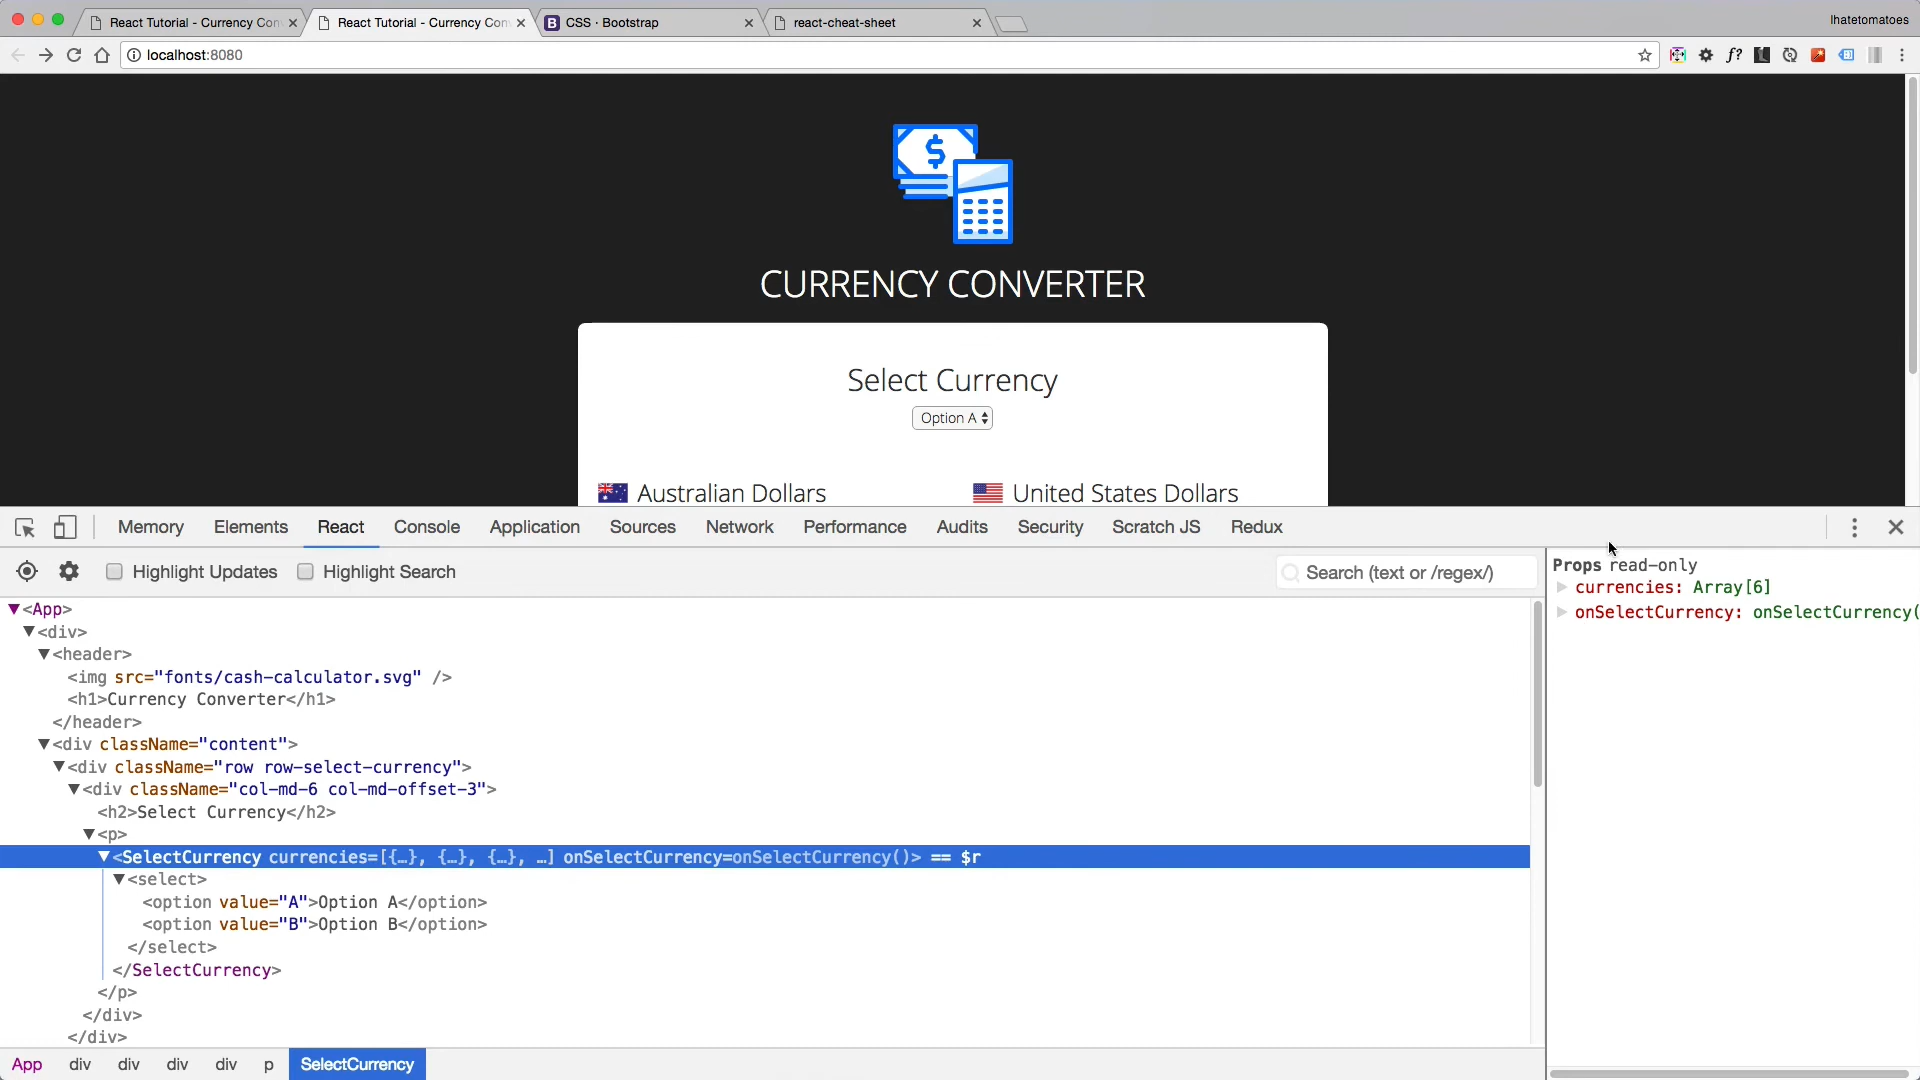 React Tutorial - Currency Con
React Tutorial - Currency Con
B CSS · Bootstrap
react-cheat-sheet
Ihatetomatoes
localhost:8080
f?
$
CURRENCY CONVERTER
Select Currency
Option A
Australian Dollars
United States Dollars
Memory Elements React Console Application Sources Network Performance Audits Security Scratch JS Redux
Highlight Updates Highlight Search Search (text or /regex/)
Props read-only
currencies: Array[6]
onSelectCurrency: onSelectCurrency(
<App>
<div>
<header>
<img src="fonts/cash-calculator.svg" />
<h1>Currency Converter</h1>
</header>
<div className="content">
<div className="row row-select-currency">
<div className="col-md-6 col-md-offset-3">
<h2>Select Currency</h2>
<p>
<SelectCurrency currencies=[{…}, {…}, {…}, …] onSelectCurrency=onSelectCurrency()> == $r
<select>
<option value="A">Option A</option>
<option value="B">Option B</option>
</select>
</SelectCurrency>
</p>
</div>
</div>
App div div div div p SelectCurrency